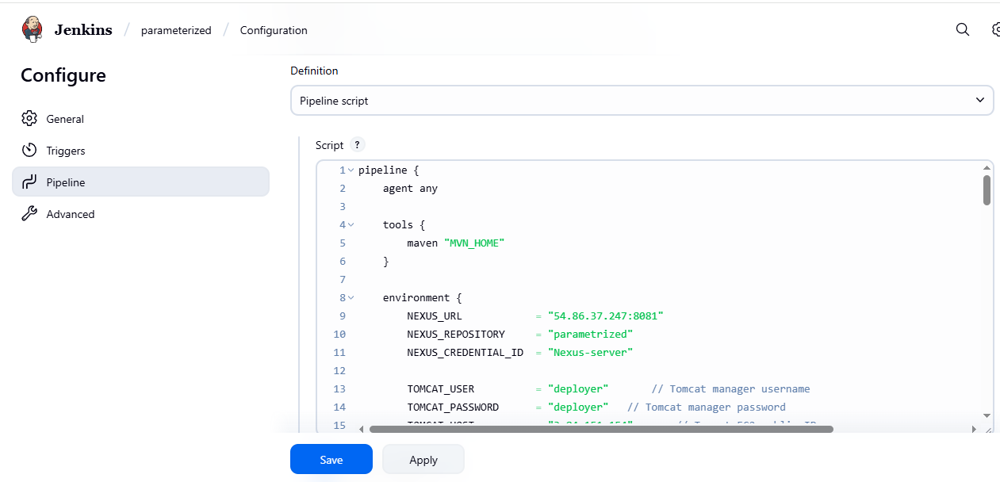 Jenkins / parameterized / Configuration
Configure
General
Triggers
Pipeline
Advanced
Definition
Pipeline script
Script ?
1 pipeline {
2 agent any
3
4 tools {
5 maven "MVN_HOME"
6 }
7
8 environment {
9 NEXUS_URL = "54.86.37.247:8081"
10 NEXUS_REPOSITORY = "parametrized"
11 NEXUS_CREDENTIAL_ID = "Nexus-server"
12
13 TOMCAT_USER = "deployer" // Tomcat manager username
14 TOMCAT_PASSWORD = "deployer" // Tomcat manager password
15
Save
Apply